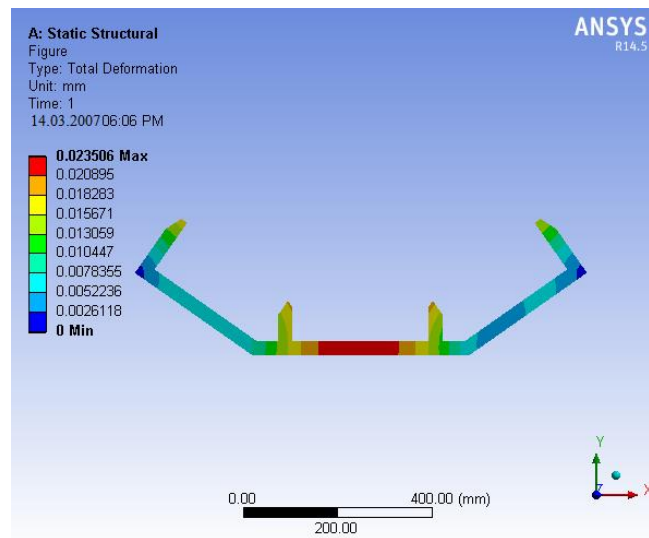 A: Static Structural
Figure
Type: Total Deformation
Unit: mm
Time: 1
14.03.200706:06 PM
ANSYS
R14.5
0.023506 Max
0.020895
0.018283
0.015671
0.013059
0.010447
0.0078355
0.0052236
0.0026118
0 Min
0.00
400.00 (mm)
200.00
Y
Z
X